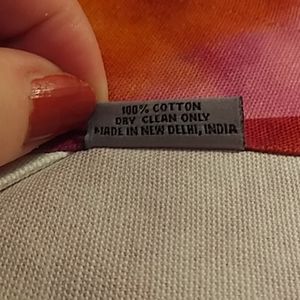 100% COTTON
DRY CLEAN ONLY
MADE IN NEW DELHI, INDIA